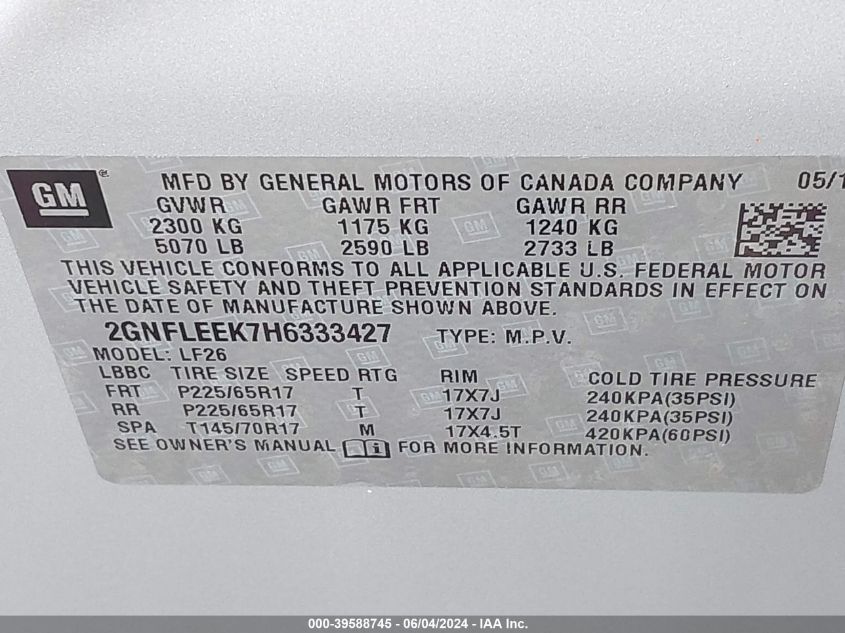 GM
MFD BY GENERAL MOTORS OF CANADA COMPANY 05/1
GVWR GAWR FRT GAWR RR
2300 KG 1175 KG 1240 KG
5070 LB 2590 LB 2733 LB
THIS VEHICLE CONFORMS TO ALL APPLICABLE U.S. FEDERAL MOTOR
VEHICLE SAFETY AND THEFT PREVENTION STANDARDS IN EFFECT ON
THE DATE OF MANUFACTURE SHOWN ABOVE.
2GNFLEEK7H6333427 TYPE: M.P.V.
MODEL: LF26
LBBC TIRE SIZE SPEED RTG RIM COLD TIRE PRESSURE
FRT P225/65R17 T 17X7J 240KPA(35PSI)
RR P225/65R17 T 17X7J 240KPA(35PSI)
SPA T145/70R17 M 17X4.5T 420KPA(60PSI)
SEE OWNER'S MANUAL FOR MORE INFORMATION.
000-39588745 - 06/04/2024 - IAA Inc.